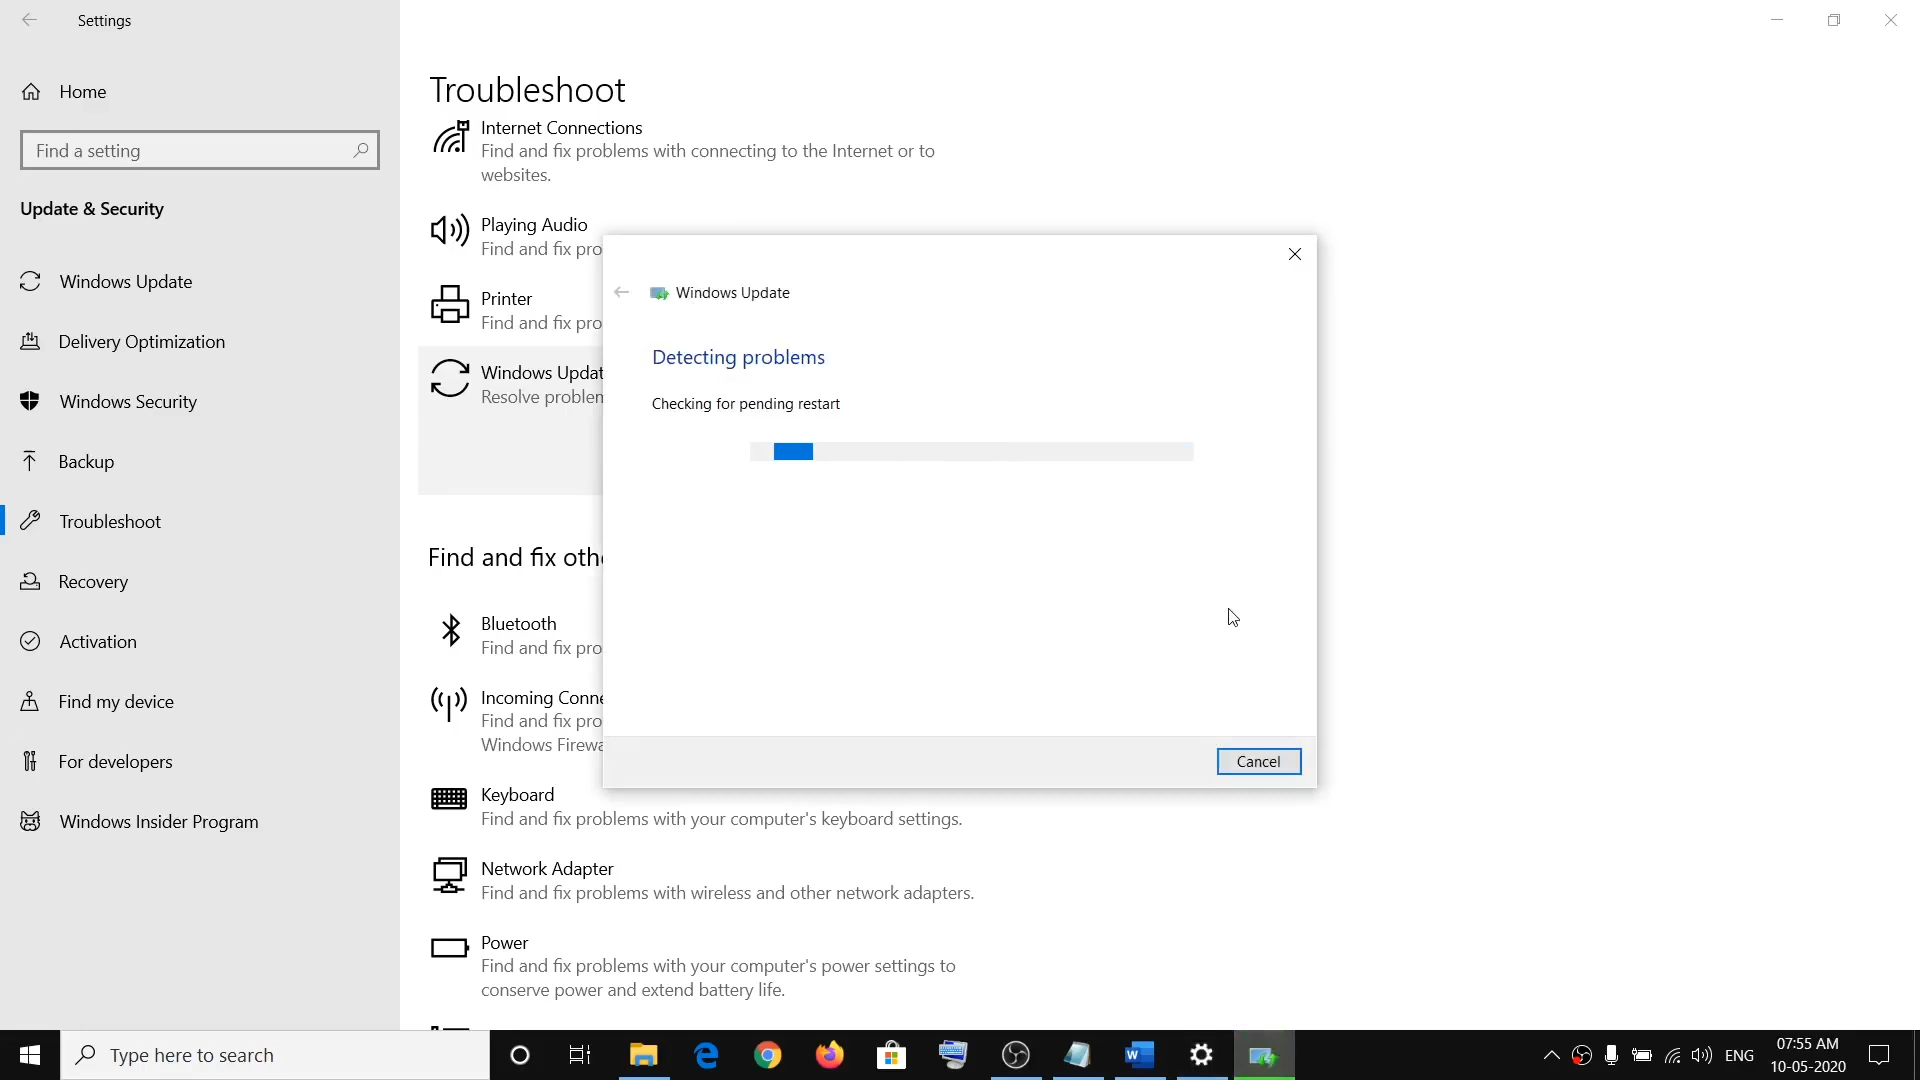 Settings
Home
Find a setting
Update & Security
Windows Update
Delivery Optimization
Windows Security
Backup
Troubleshoot
Recovery
Activation
Find my device
For developers
Windows Insider Program
Troubleshoot
Internet Connections
Find and fix problems with connecting to the Internet or to
websites.
Playing Audio
Find and fix pro
Printer
Find and fix pro
Windows Updat
Resolve problem
Find and fix oth
Bluetooth
Find and fix pro
Incoming Conne
Find and fix pro
Windows Firewa
Keyboard
Find and fix problems with your computer's keyboard settings.
Network Adapter
Find and fix problems with wireless and other network adapters.
Power
Find and fix problems with your computer's power settings to
conserve power and extend battery life.
Windows Update
Detecting problems
Checking for pending restart
Cancel
Type here to search
W
ENG
07:55 AM
10-05-2020